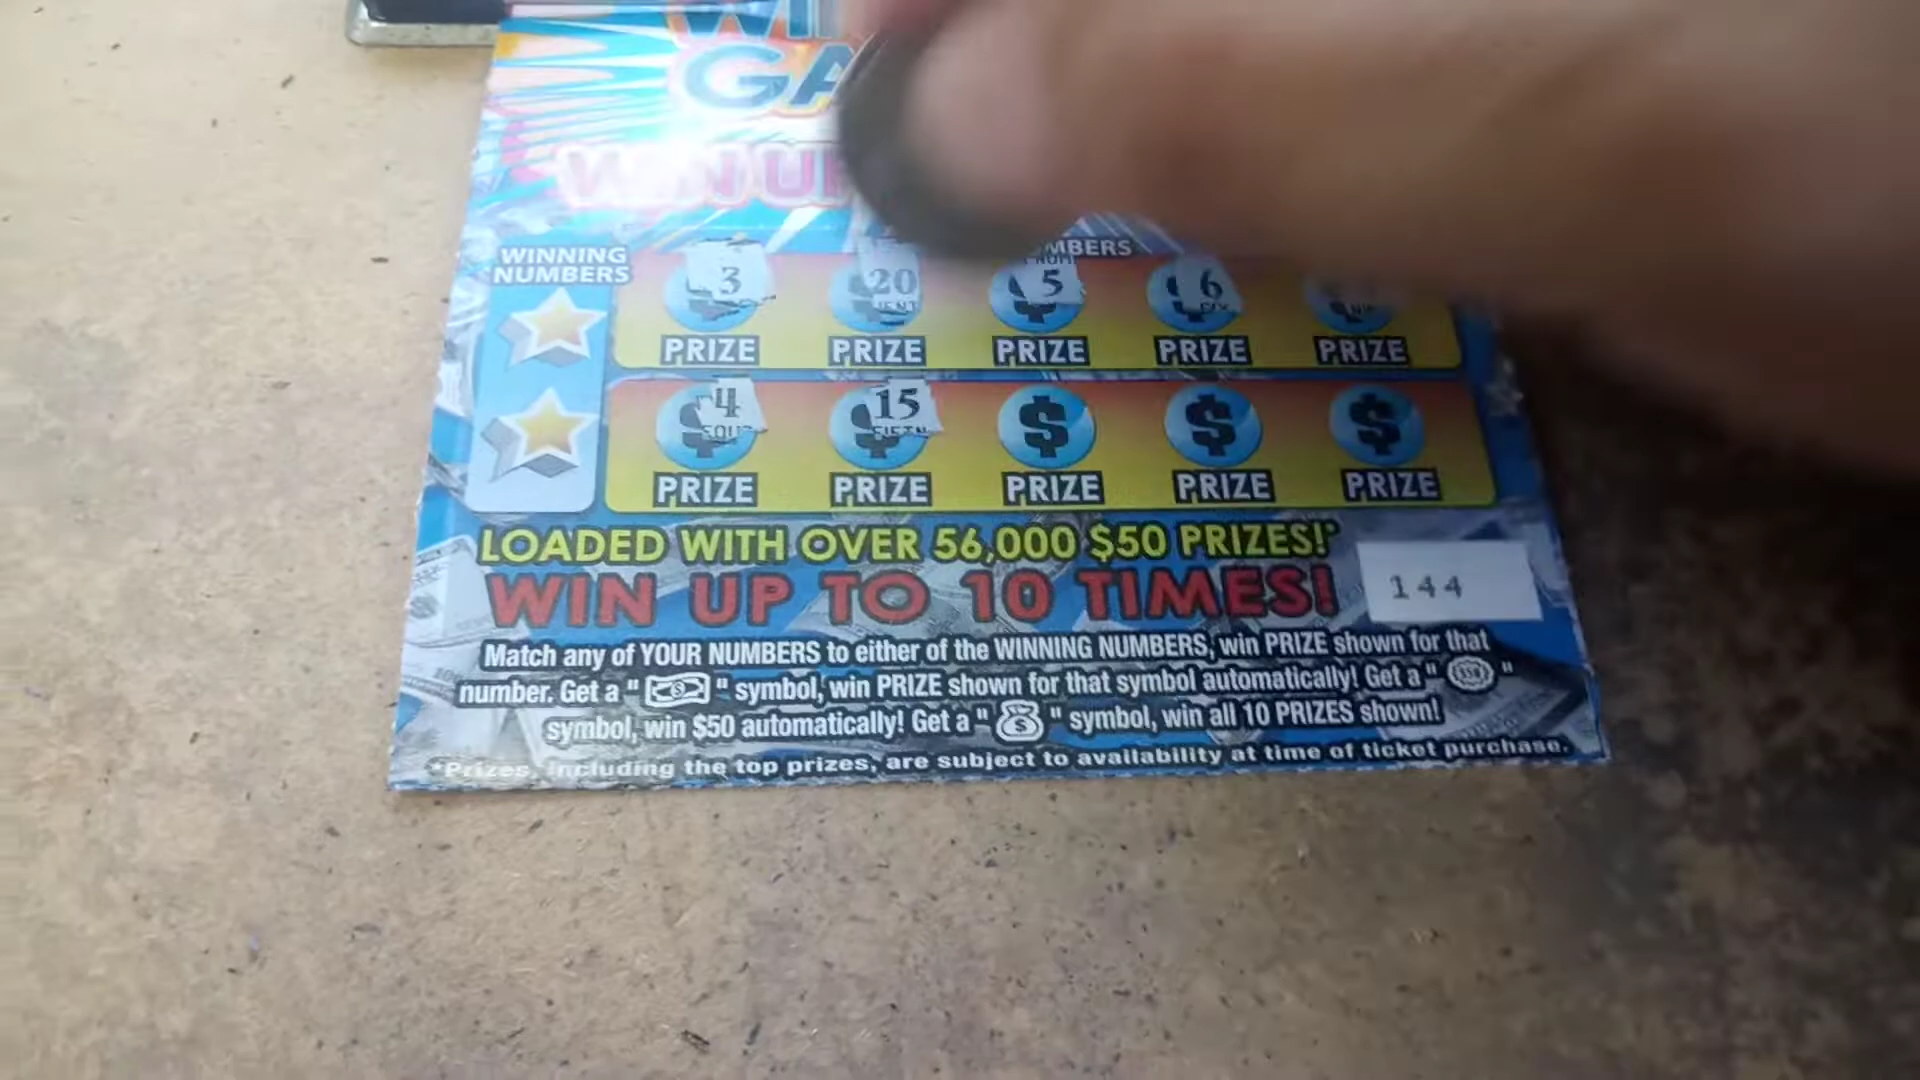 WIN UP
WINNING
NUMBERS
3 20 5 6
PRIZE PRIZE PRIZE PRIZE PRIZE
4 15 $ $ $
PRIZE PRIZE PRIZE PRIZE PRIZE
LOADED WITH OVER 56,000 $50 PRIZES!*
WIN UP TO 10 TIMES!
144
Match any of YOUR NUMBERS to either of the WINNING NUMBERS, win PRIZE shown for that
number. Get a " " symbol, win PRIZE shown for that symbol automatically! Get a " "
symbol, win $50 automatically! Get a " " symbol, win all 10 PRIZES shown!
*Prizes, including the top prizes, are subject to availability at time of ticket purchase.